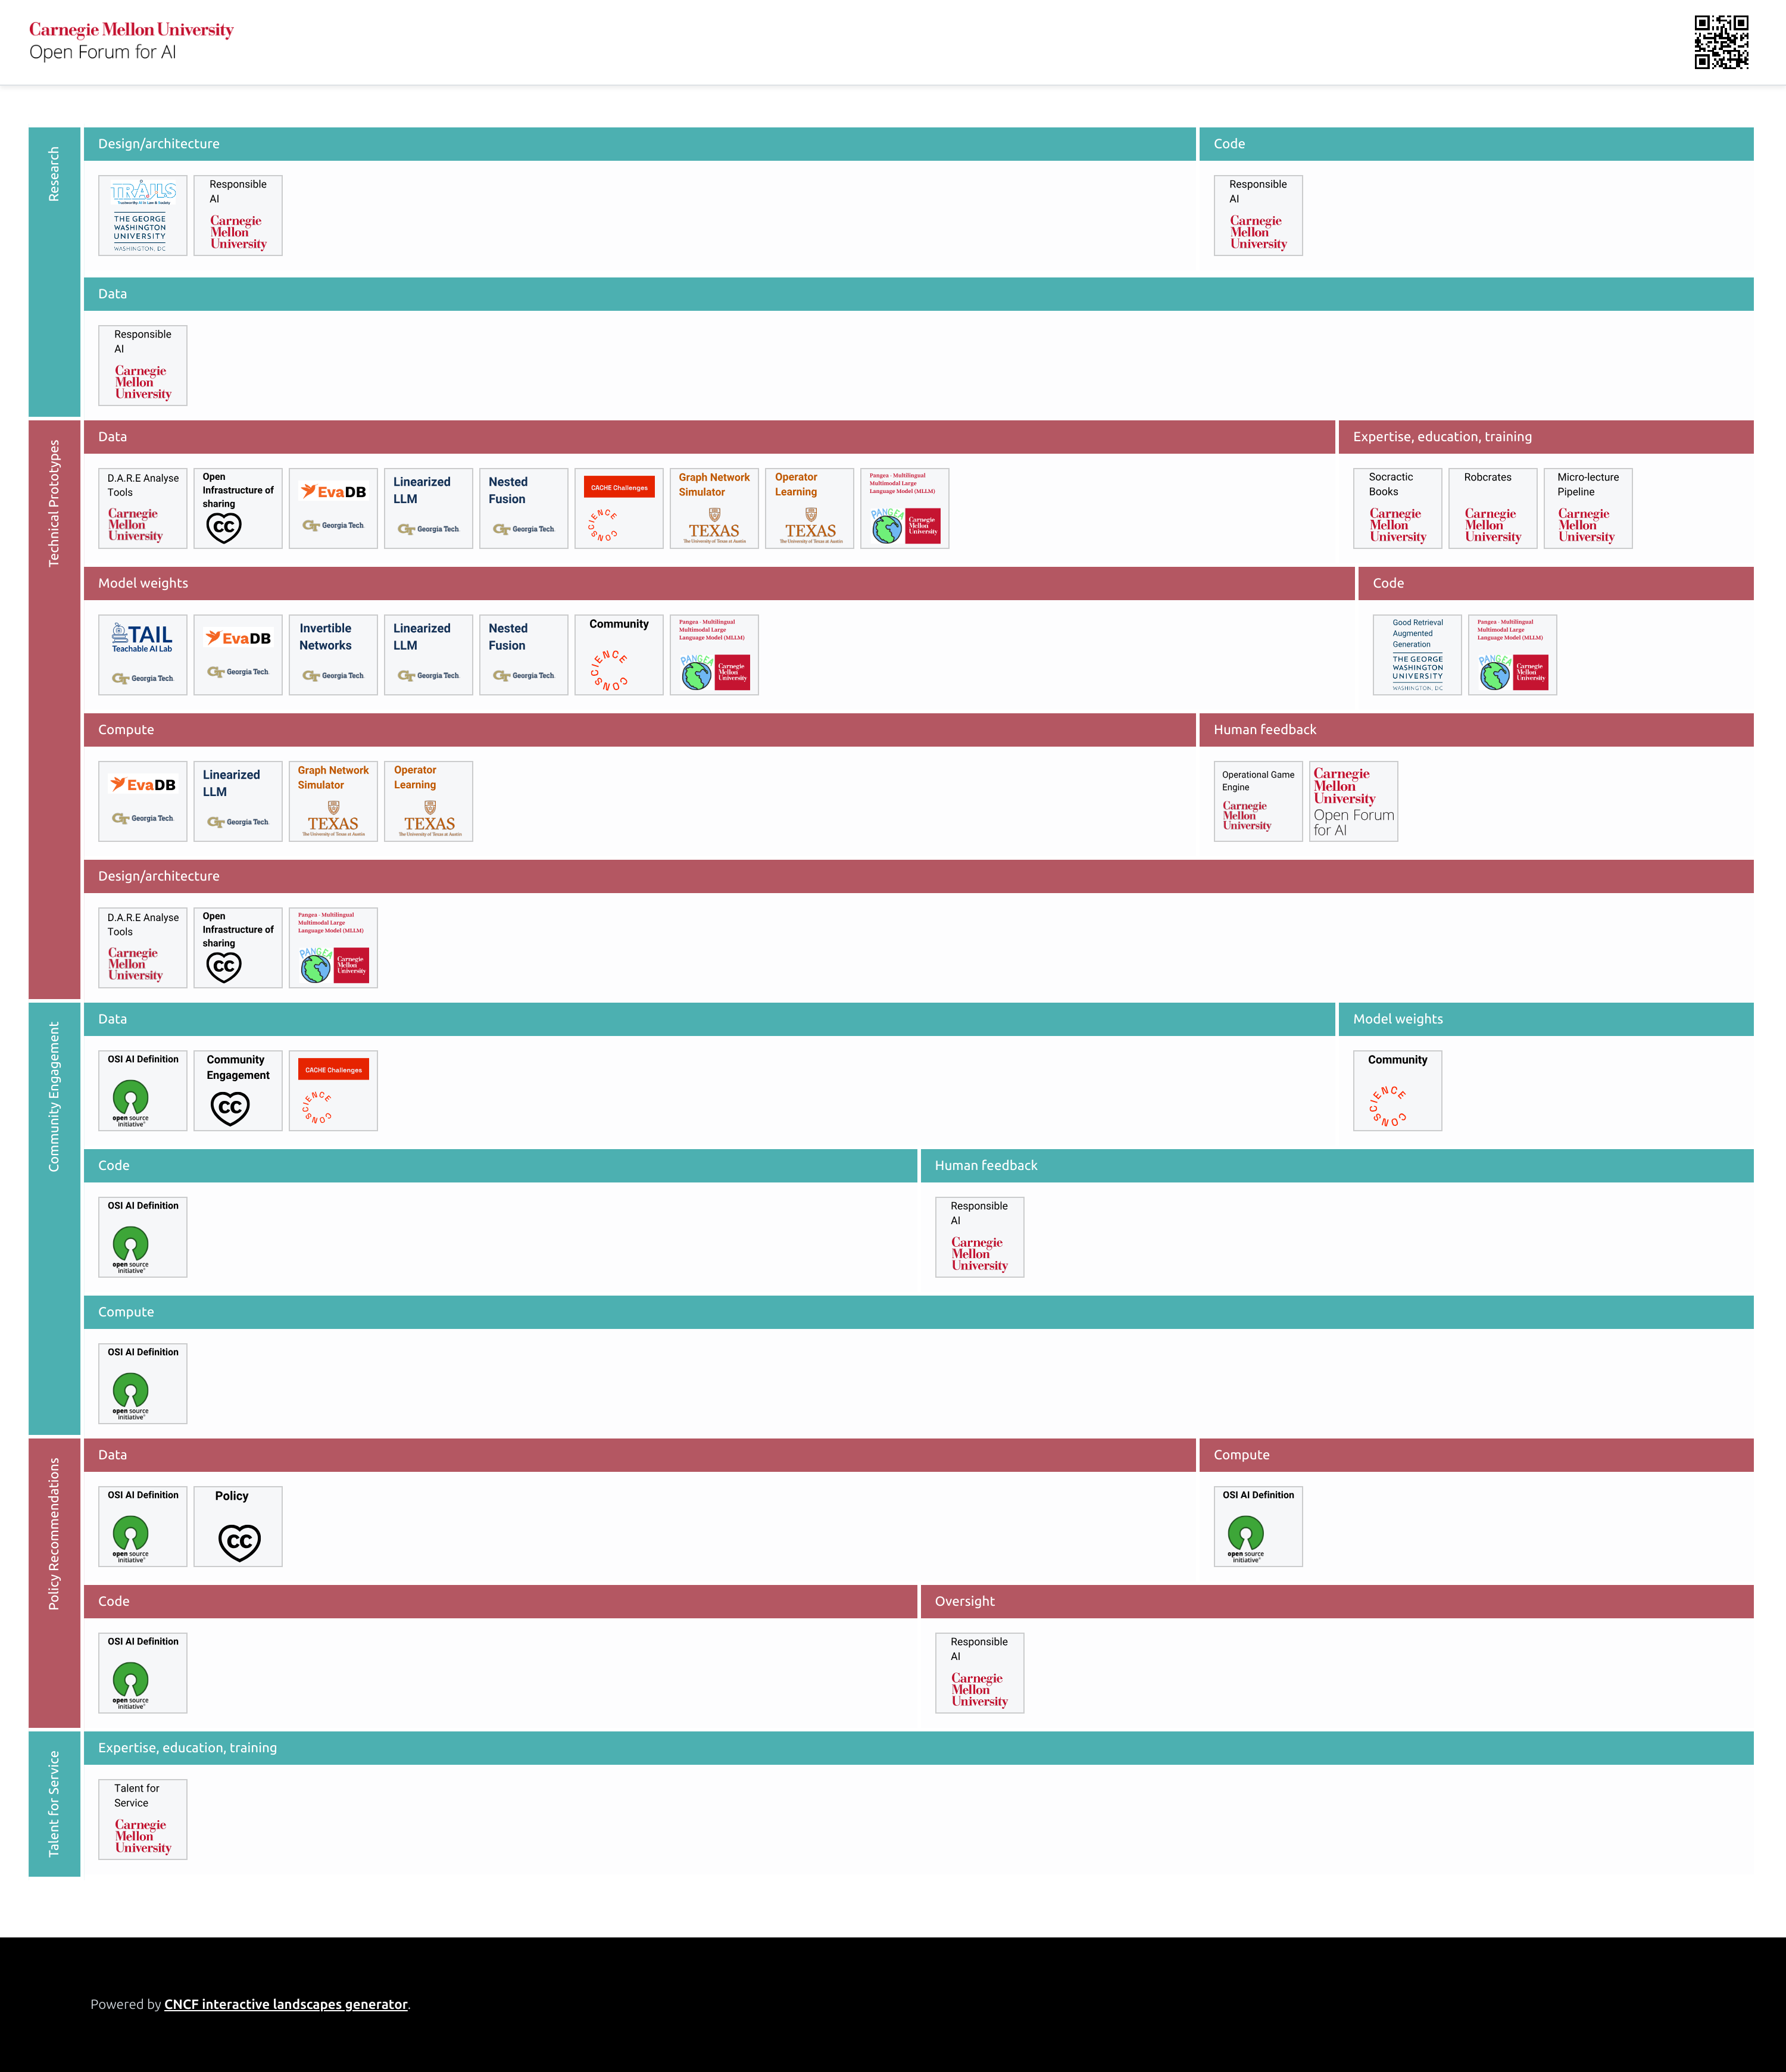 Carnegie Mellon University
Open Forum for AI
Research
Design/architecture
TRAILS
Trustworthy AI in Law & Society
THE GEORGE
WASHINGTON
UNIVERSITY
WASHINGTON, DC
Responsible
AI
Carnegie
Mellon
University
Code
Responsible
AI
Carnegie
Mellon
University
Data
Responsible
AI
Carnegie
Mellon
University
Technical Prototypes
Data
D.A.R.E Analyse
Tools
Carnegie
Mellon
University
Open
Infrastructure of
sharing
CC
EvaDB
Georgia Tech
Linearized
LLM
Georgia Tech
Nested
Fusion
Georgia Tech
CACHE Challenges
CONSCIENCE
Graph Network
Simulator
TEXAS
The University of Texas at Austin
Operator
Learning
TEXAS
The University of Texas at Austin
Pangea - Multilingual
Multimodal Large
Language Model (MLLM)
PANGEA
Carnegie
Mellon
University
Expertise, education, training
Socractic
Books
Carnegie
Mellon
University
Robcrates
Carnegie
Mellon
University
Micro-lecture
Pipeline
Carnegie
Mellon
University
Model weights
TAIL
Teachable AI Lab
Georgia Tech
EvaDB
Georgia Tech
Invertible
Networks
Georgia Tech
Linearized
LLM
Georgia Tech
Nested
Fusion
Georgia Tech
Community
CONSCIENCE
Pangea - Multilingual
Multimodal Large
Language Model (MLLM)
PANGEA
Carnegie
Mellon
University
Code
Good Retrieval
Augmented
Generation
THE GEORGE
WASHINGTON
UNIVERSITY
WASHINGTON, DC
Pangea - Multilingual
Multimodal Large
Language Model (MLLM)
PANGEA
Carnegie
Mellon
University
Compute
EvaDB
Georgia Tech
Linearized
LLM
Georgia Tech
Graph Network
Simulator
TEXAS
The University of Texas at Austin
Operator
Learning
TEXAS
The University of Texas at Austin
Human feedback
Operational Game
Engine
Carnegie
Mellon
University
Carnegie
Mellon
University
Open Forum
for AI
Design/architecture
D.A.R.E Analyse
Tools
Carnegie
Mellon
University
Open
Infrastructure of
sharing
CC
Pangea - Multilingual
Multimodal Large
Language Model (MLLM)
PANGEA
Carnegie
Mellon
University
Community Engagement
Data
OSI AI Definition
open source
initiative®
Community
Engagement
CC
CACHE Challenges
CONSCIENCE
Model weights
Community
CONSCIENCE
Code
OSI AI Definition
open source
initiative®
Human feedback
Responsible
AI
Carnegie
Mellon
University
Compute
OSI AI Definition
open source
initiative®
Policy Recommendations
Data
OSI AI Definition
open source
initiative®
Policy
CC
Compute
OSI AI Definition
open source
initiative®
Code
OSI AI Definition
open source
initiative®
Oversight
Responsible
AI
Carnegie
Mellon
University
Talent for Service
Expertise, education, training
Talent for
Service
Carnegie
Mellon
University
Powered by CNCF interactive landscapes generator.